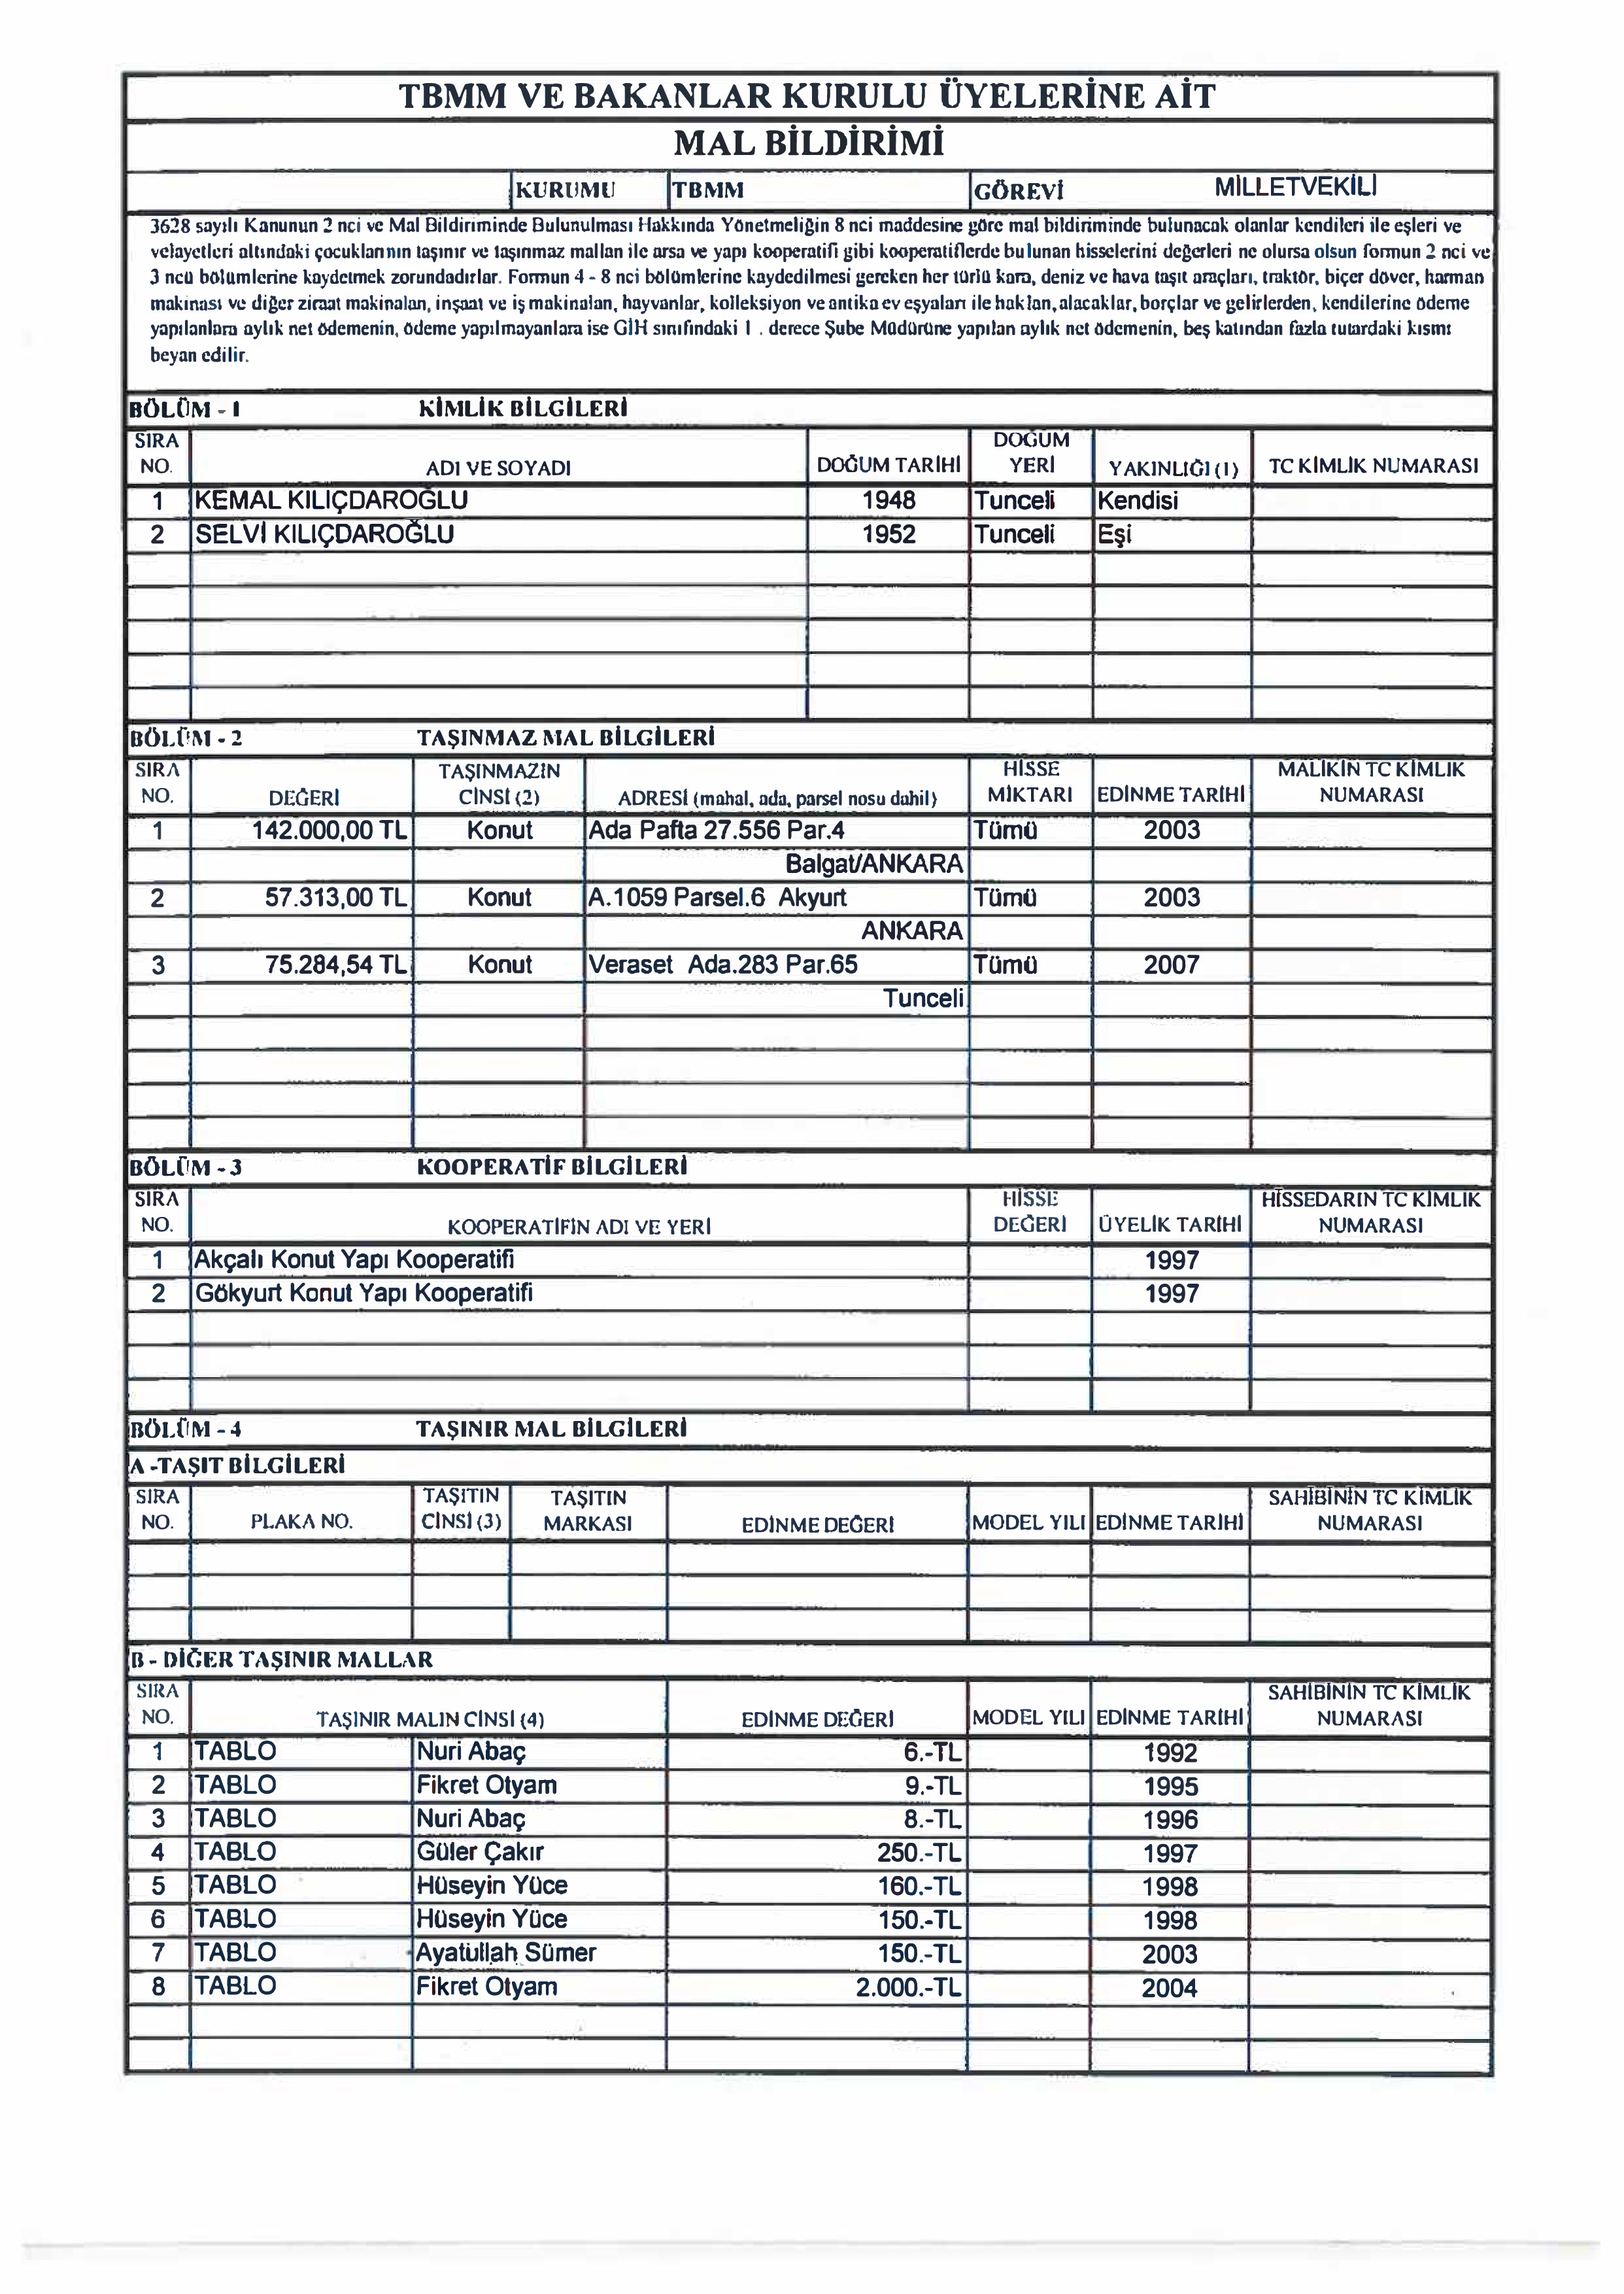 TBMM VE BAKANLAR KURULU ÜYELERİNE AİT
MAL BİLDİRİMİ
KURUMU TBMM GÖREVİ MİLLETVEKİLİ
3628 sayılı Kanunun 2 nci ve Mal Bildiriminde Bulunulması Hakkında Yönetmeliğin 8 nci maddesine göre mal bildiriminde bulunacak olanlar kendileri ile eşleri ve
velayetleri altındaki çocuklarının taşınır ve taşınmaz malları ile arsa ve yapı kooperatifi gibi kooperatiflerde bulunan hisselerini değerleri ne olursa olsun formun 2 nci ve
3 ncü bölümlerine kaydetmek zorundadırlar. Formun 4 - 8 nci bölümlerine kaydedilmesi gereken her türlü kara, deniz ve hava taşıt araçları, traktör, biçer döver, harman
makinası ve diğer ziraat makinaları, inşaat ve iş makinaları, hayvanlar, kolleksiyon ve antika ev eşyaları ile hakları, alacaklar, borçlar ve gelirlerden, kendilerine ödeme
yapılanlara aylık net ödemenin, ödeme yapılmayanlara ise GİH sınıfındaki 1 . derece Şube Müdürüne yapılan aylık net ödemenin, beş katından fazla tutardaki kısmı
beyan edilir.
BÖLÜM - 1 KİMLİK BİLGİLERİ
SIRA NO. ADI VE SOYADI DOĞUM TARİHİ DOĞUM YERİ YAKINLIĞI (1) TC KİMLİK NUMARASI
1 KEMAL KILIÇDAROĞLU 1948 Tunceli Kendisi
2 SELVİ KILIÇDAROĞLU 1952 Tunceli Eşi
BÖLÜM - 2 TAŞINMAZ MAL BİLGİLERİ
SIRA NO. DEĞERİ TAŞINMAZIN CİNSİ (2) ADRESİ (mahal, ada, parsel nosu dahil) HİSSE MİKTARI EDİNME TARİHİ MALİKİN TC KİMLİK NUMARASI
1 142.000,00 TL Konut Ada Pafta 27.556 Par.4 Tümü 2003
Balgat/ANKARA
2 57.313,00 TL Konut A.1059 Parsel.6 Akyurt Tümü 2003
ANKARA
3 75.284,54 TL Konut Veraset Ada.283 Par.65 Tümü 2007
Tunceli
BÖLÜM - 3 KOOPERATİF BİLGİLERİ
SIRA NO. KOOPERATİFİN ADI VE YERİ HİSSE DEĞERİ ÜYELİK TARİHİ HİSSEDARIN TC KİMLİK NUMARASI
1 Akçalı Konut Yapı Kooperatifi 1997
2 Gökyurt Konut Yapı Kooperatifi 1997
BÖLÜM - 4 TAŞINIR MAL BİLGİLERİ
A -TAŞIT BİLGİLERİ
SIRA NO. PLAKA NO. TAŞITIN CİNSİ (3) TAŞITIN MARKASI EDİNME DEĞERİ MODEL YILI EDİNME TARİHİ SAHİBİNİN TC KİMLİK NUMARASI
B - DİĞER TAŞINIR MALLAR
SIRA NO. TAŞINIR MALIN CİNSİ (4) EDİNME DEĞERİ MODEL YILI EDİNME TARİHİ SAHİBİNİN TC KİMLİK NUMARASI
1 TABLO Nuri Abaç 6.-TL 1992
2 TABLO Fikret Otyam 9.-TL 1995
3 TABLO Nuri Abaç 8.-TL 1996
4 TABLO Güler Çakır 250.-TL 1997
5 TABLO Hüseyin Yüce 160.-TL 1998
6 TABLO Hüseyin Yüce 150.-TL 1998
7 TABLO Ayatullah Sümer 150.-TL 2003
8 TABLO Fikret Otyam 2.000.-TL 2004